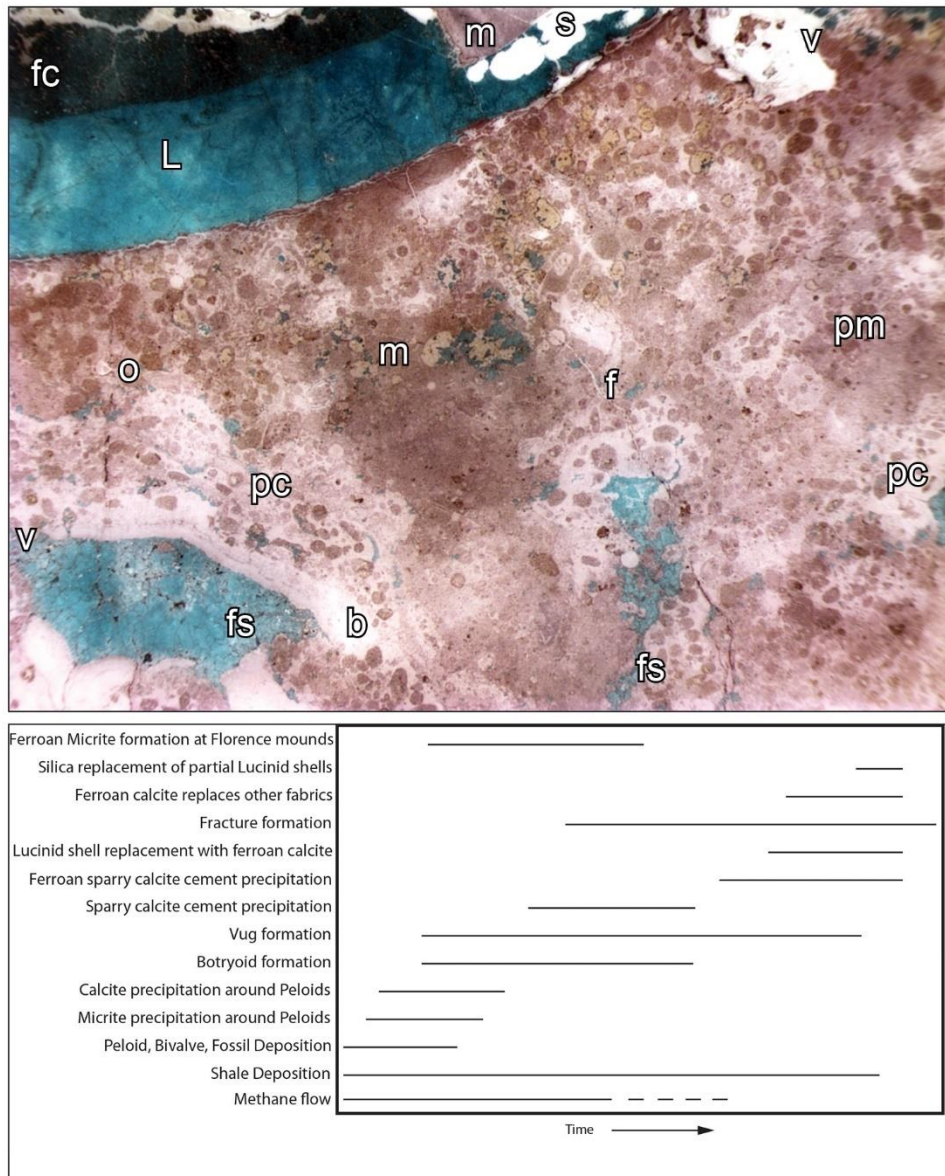 m
s
v
fc
L
pm
m
o
f
pc
pc
v
fs
b
fs
Ferroan Micrite formation at Florence mounds
Silica replacement of partial Lucinid shells
Ferroan calcite replaces other fabrics
Fracture formation
Lucinid shell replacement with ferroan calcite
Ferroan sparry calcite cement precipitation
Sparry calcite cement precipitation
Vug formation
Botryoid formation
Calcite precipitation around Peloids
Micrite precipitation around Peloids
Peloid, Bivalve, Fossil Deposition
Shale Deposition
Methane flow
Time